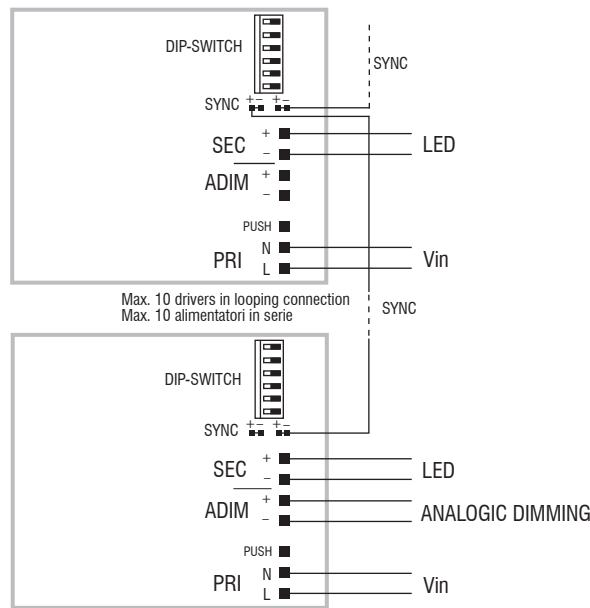 DIP-SWITCH
SYNC
SYNC + – + –
SEC + –
LED
ADIM + –
PUSH
PRI N L
Vin
Max. 10 drivers in looping connection
Max. 10 alimentatori in serie
SYNC
DIP-SWITCH
SYNC + – + –
SEC + –
LED
ADIM + –
ANALOGIC DIMMING
PUSH
PRI N L
Vin